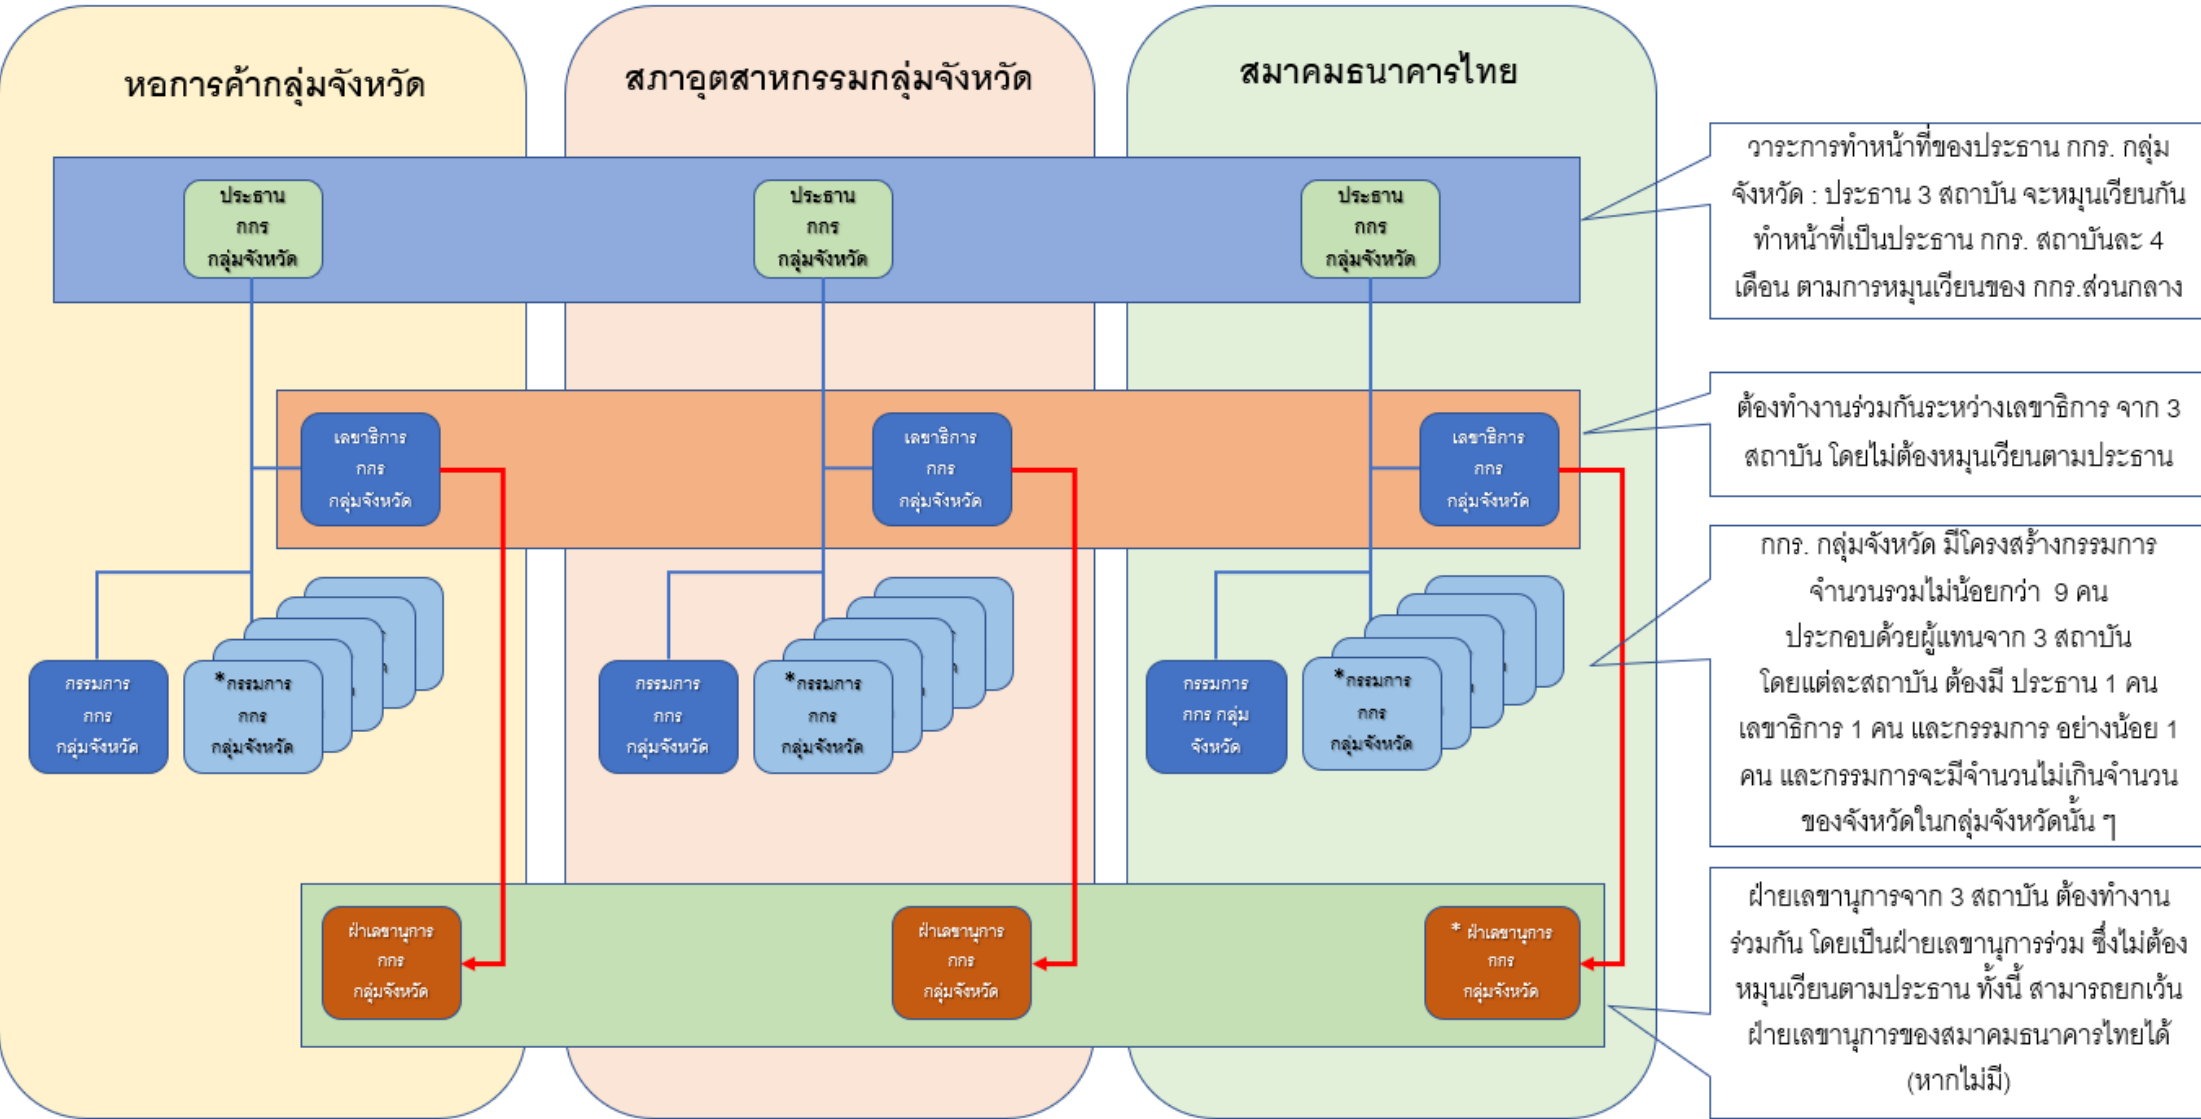 หอการค้ากลุ่มจังหวัด
สภาอุตสาหกรรมกลุ่มจังหวัด
สมาคมธนาคารไทย
ประธาน
กกร
กลุ่มจังหวัด
ประธาน
กกร
กลุ่มจังหวัด
ประธาน
กกร
กลุ่มจังหวัด
วาระการทำหน้าที่ของประธาน กกร. กลุ่ม
จังหวัด : ประธาน 3 สถาบัน จะหมุนเวียนกัน
ทำหน้าที่เป็นประธาน กกร. สถาบันละ 4
เดือน ตามการหมุนเวียนของ กกร.ส่วนกลาง
เลขาธิการ
กกร
กลุ่มจังหวัด
เลขาธิการ
กกร
กลุ่มจังหวัด
เลขาธิการ
กกร
กลุ่มจังหวัด
ต้องทำงานร่วมกันระหว่างเลขาธิการ จาก 3
สถาบัน โดยไม่ต้องหมุนเวียนตามประธาน
กรรมการ
กกร
กลุ่มจังหวัด
*กรรมการ
กกร
กลุ่มจังหวัด
กรรมการ
กกร
กลุ่มจังหวัด
*กรรมการ
กกร
กลุ่มจังหวัด
กรรมการ
กกร กลุ่ม
จังหวัด
*กรรมการ
กกร
กลุ่มจังหวัด
กกร. กลุ่มจังหวัด มีโครงสร้างกรรมการ
จำนวนรวมไม่น้อยกว่า 9 คน
ประกอบด้วยผู้แทนจาก 3 สถาบัน
โดยแต่ละสถาบัน ต้องมี ประธาน 1 คน
เลขาธิการ 1 คน และกรรมการ อย่างน้อย 1
คน และกรรมการจะมีจำนวนไม่เกินจำนวน
ของจังหวัดในกลุ่มจังหวัดนั้น ๆ
ฝ่าเลขานุการ
กกร
กลุ่มจังหวัด
ฝ่าเลขานุการ
กกร
กลุ่มจังหวัด
* ฝ่าเลขานุการ
กกร
กลุ่มจังหวัด
ฝ่ายเลขานุการจาก 3 สถาบัน ต้องทำงาน
ร่วมกัน โดยเป็นฝ่ายเลขานุการร่วม ซึ่งไม่ต้อง
หมุนเวียนตามประธาน ทั้งนี้ สามารถยกเว้น
ฝ่ายเลขานุการของสมาคมธนาคารไทยได้
(หากไม่มี)